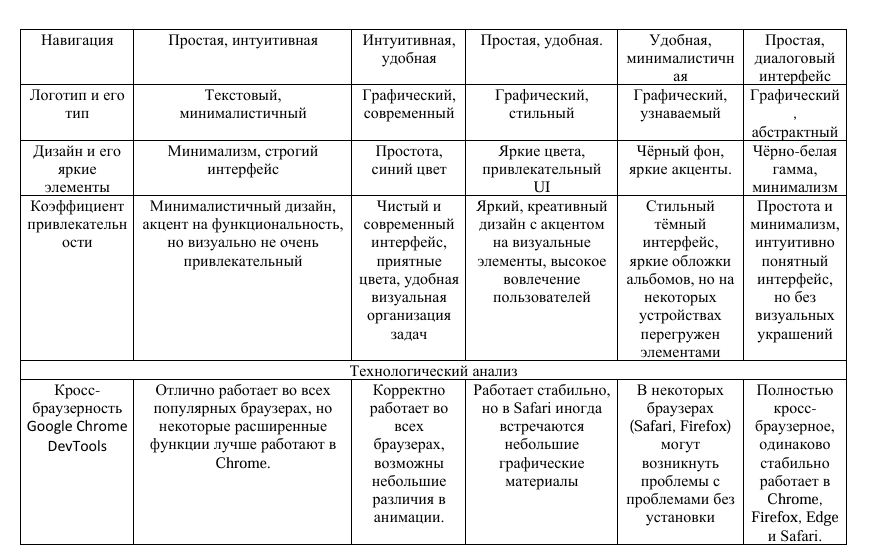 Навигация
Простая, интуитивная
Интуитивная,
удобная
Простая, удобная.
Удобная,
минималистичн
ая
Простая,
диалоговый
интерфейс
Логотип и его
тип
Текстовый,
минималистичный
Графический,
современный
Графический,
стильный
Графический,
узнаваемый
Графический
,
абстрактный
Дизайн и его
яркие
элементы
Минимализм, строгий
интерфейс
Простота,
синий цвет
Яркие цвета,
привлекательный
UI
Чёрный фон,
яркие акценты.
Чёрно-белая
гамма,
минимализм
Коэффициент
привлекательн
ости
Минималистичный дизайн,
акцент на функциональность,
но визуально не очень
привлекательный
Чистый и
современный
интерфейс,
приятные
цвета, удобная
визуальная
организация
задач
Яркий, креативный
дизайн с акцентом
на визуальные
элементы, высокое
вовлечение
пользователей
Стильный
тёмный
интерфейс,
яркие обложки
альбомов, но на
некоторых
устройствах
перегружен
элементами
Простота и
минимализм,
интуитивно
понятный
интерфейс,
но без
визуальных
украшений
Технологический анализ
Кросс-
браузерность
Google Chrome
DevTools
Отлично работает во всех
популярных браузерах, но
некоторые расширенные
функции лучше работают в
Chrome.
Корректно
работает во
всех
браузерах,
возможны
небольшие
различия в
анимации.
Работает стабильно,
но в Safari иногда
встречаются
небольшие
графические
материалы
В некоторых
браузерах
(Safari, Firefox)
могут
возникнуть
проблемы с
проблемами без
установки
Полностью
кросс-
браузерное,
одинаково
стабильно
работает в
Chrome,
Firefox, Edge
и Safari.